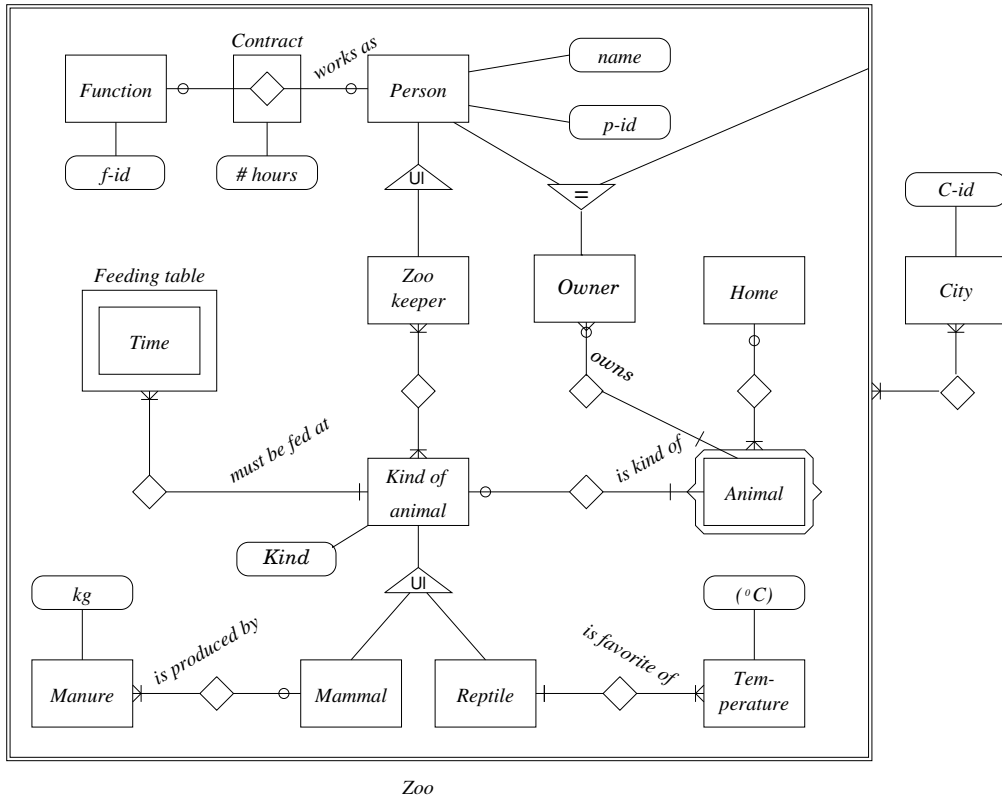 Contract
works as
Function
Person
name
p-id
f-id
# hours
UI
=
C-id
Feeding table
Time
Zoo
keeper
Owner
Home
City
owns
must be fed at
is kind of
Kind of
animal
Animal
Kind
UI
kg
(°C)
is produced by
is favorite of
Manure
Mammal
Reptile
Tem-
perature
Zoo